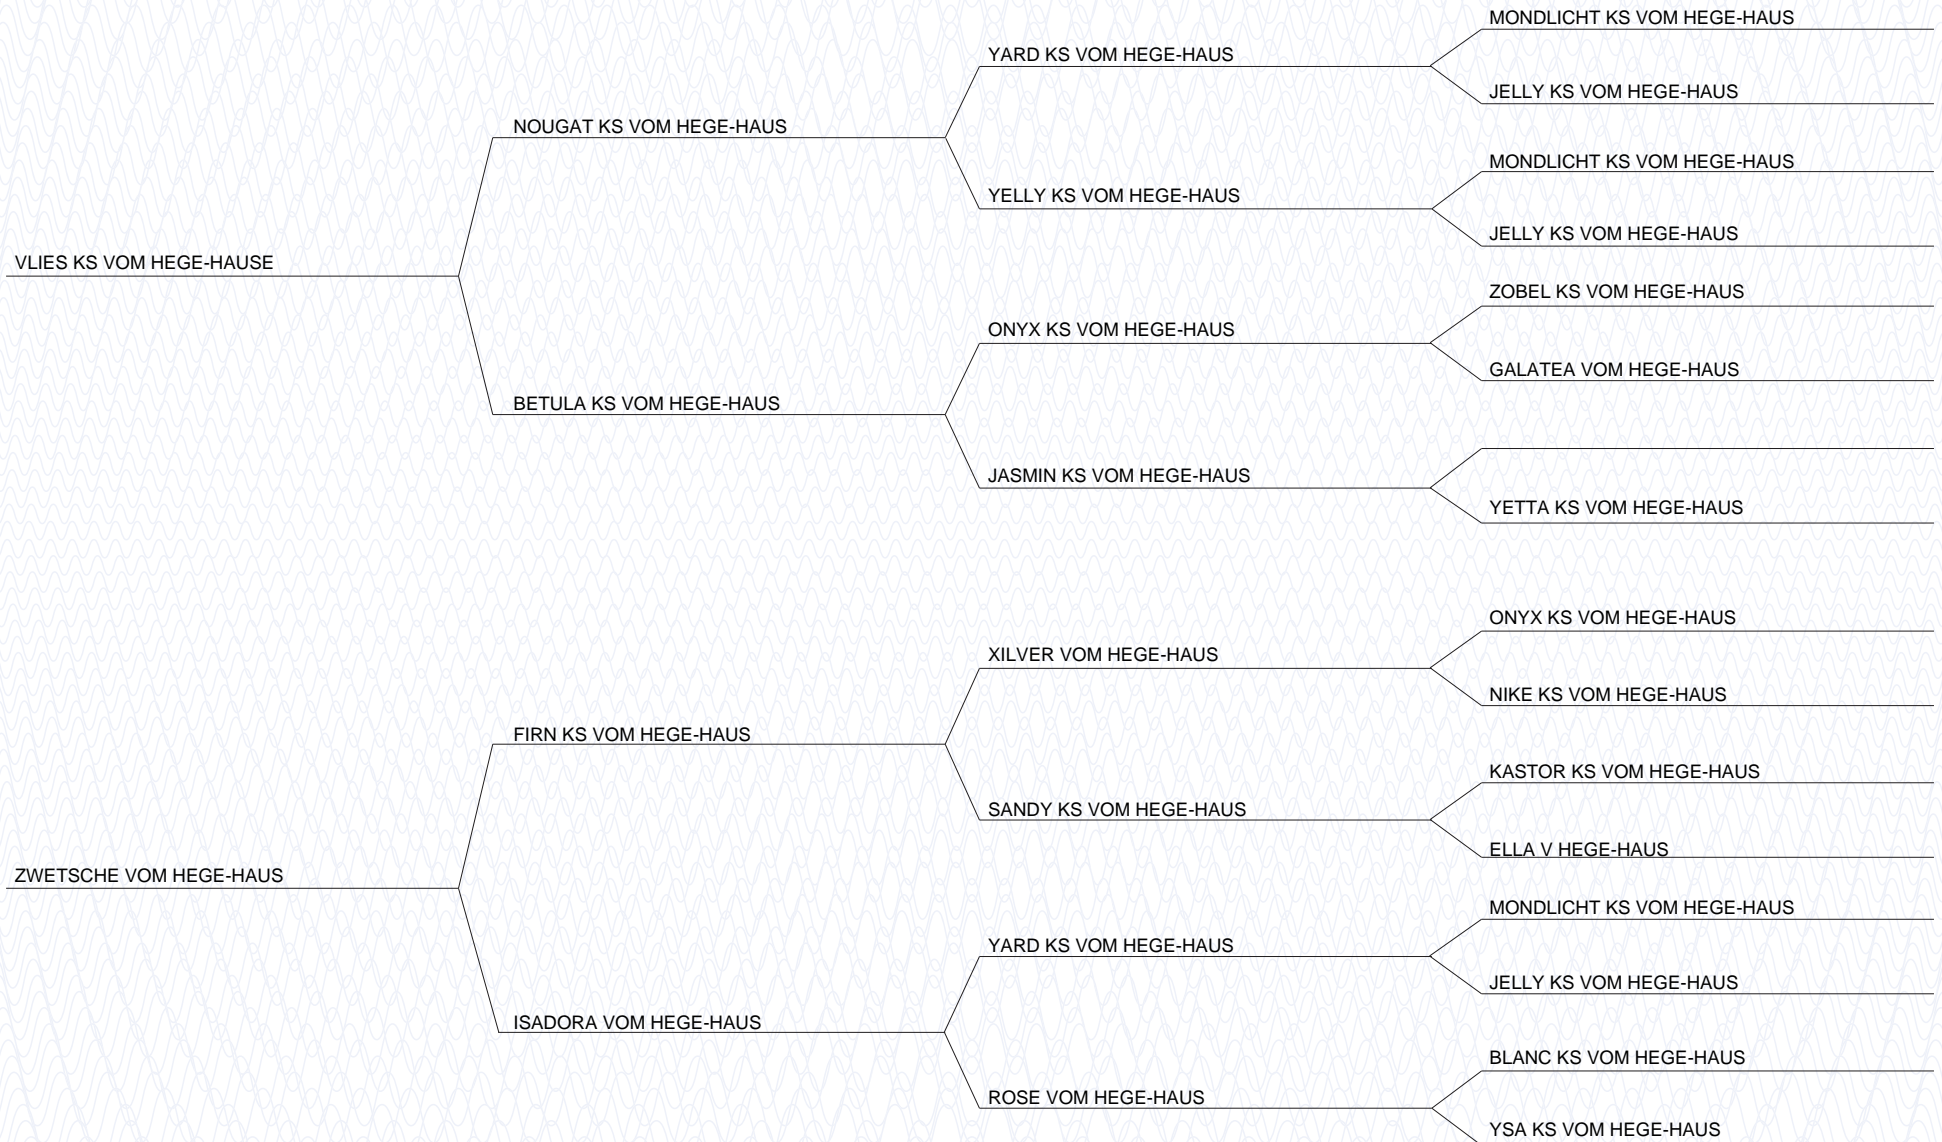 MONDLICHT KS VOM HEGE-HAUS
YARD KS VOM HEGE-HAUS
JELLY KS VOM HEGE-HAUS
NOUGAT KS VOM HEGE-HAUS
MONDLICHT KS VOM HEGE-HAUS
YELLY KS VOM HEGE-HAUS
JELLY KS VOM HEGE-HAUS
VLIES KS VOM HEGE-HAUSE
ZOBEL KS VOM HEGE-HAUS
ONYX KS VOM HEGE-HAUS
GALATEA VOM HEGE-HAUS
BETULA KS VOM HEGE-HAUS
JASMIN KS VOM HEGE-HAUS
YETTA KS VOM HEGE-HAUS
ONYX KS VOM HEGE-HAUS
XILVER VOM HEGE-HAUS
NIKE KS VOM HEGE-HAUS
FIRN KS VOM HEGE-HAUS
KASTOR KS VOM HEGE-HAUS
SANDY KS VOM HEGE-HAUS
ELLA V HEGE-HAUS
ZWETSCHE VOM HEGE-HAUS
MONDLICHT KS VOM HEGE-HAUS
YARD KS VOM HEGE-HAUS
JELLY KS VOM HEGE-HAUS
ISADORA VOM HEGE-HAUS
BLANC KS VOM HEGE-HAUS
ROSE VOM HEGE-HAUS
YSA KS VOM HEGE-HAUS